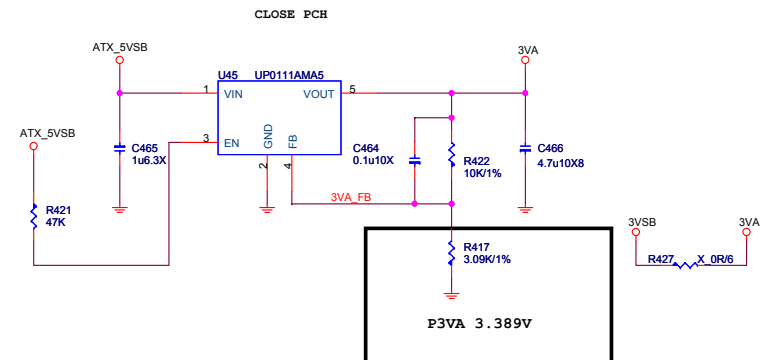 CLOSE PCH
ATX_5VSB
3VA
U45 UP0111AMA5
1 VIN VOUT 5
ATX_5VSB
3 EN GND FB
2 4
C465
1u6.3X
C464
0.1u10X
R422
10K/1%
C466
4.7u10X8
3VA_FB
R421
47K
3VSB 3VA
R417
3.09K/1%
R427 X_0R/6
P3VA 3.389V